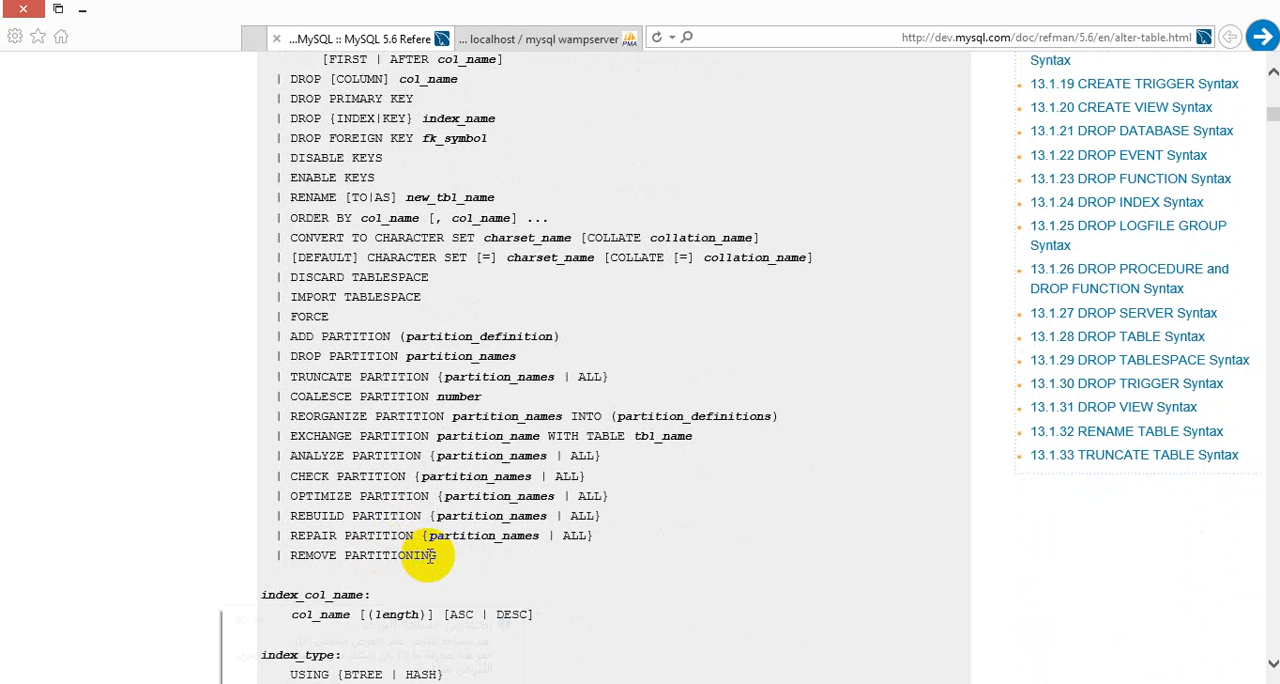 ...MySQL :: MySQL 5.6 Refere
... localhost / mysql wampserver
http://dev.mysql.com/doc/refman/5.6/en/alter-table.html
[FIRST | AFTER col_name]
| DROP [COLUMN] col_name
| DROP PRIMARY KEY
| DROP {INDEX|KEY} index_name
| DROP FOREIGN KEY fk_symbol
| DISABLE KEYS
| ENABLE KEYS
| RENAME [TO|AS] new_tbl_name
| ORDER BY col_name [, col_name] ...
| CONVERT TO CHARACTER SET charset_name [COLLATE collation_name]
| [DEFAULT] CHARACTER SET [=] charset_name [COLLATE [=] collation_name]
| DISCARD TABLESPACE
| IMPORT TABLESPACE
| FORCE
| ADD PARTITION (partition_definition)
| DROP PARTITION partition_names
| TRUNCATE PARTITION {partition_names | ALL}
| COALESCE PARTITION number
| REORGANIZE PARTITION partition_names INTO (partition_definitions)
| EXCHANGE PARTITION partition_name WITH TABLE tbl_name
| ANALYZE PARTITION {partition_names | ALL}
| CHECK PARTITION {partition_names | ALL}
| OPTIMIZE PARTITION {partition_names | ALL}
| REBUILD PARTITION {partition_names | ALL}
| REPAIR PARTITION {partition_names | ALL}
| REMOVE PARTITIONING
index_col_name:
col_name [(length)] [ASC | DESC]
index_type:
USING {BTREE | HASH}
Syntax
13.1.19 CREATE TRIGGER Syntax
13.1.20 CREATE VIEW Syntax
13.1.21 DROP DATABASE Syntax
13.1.22 DROP EVENT Syntax
13.1.23 DROP FUNCTION Syntax
13.1.24 DROP INDEX Syntax
13.1.25 DROP LOGFILE GROUP
Syntax
13.1.26 DROP PROCEDURE and
DROP FUNCTION Syntax
13.1.27 DROP SERVER Syntax
13.1.28 DROP TABLE Syntax
13.1.29 DROP TABLESPACE Syntax
13.1.30 DROP TRIGGER Syntax
13.1.31 DROP VIEW Syntax
13.1.32 RENAME TABLE Syntax
13.1.33 TRUNCATE TABLE Syntax